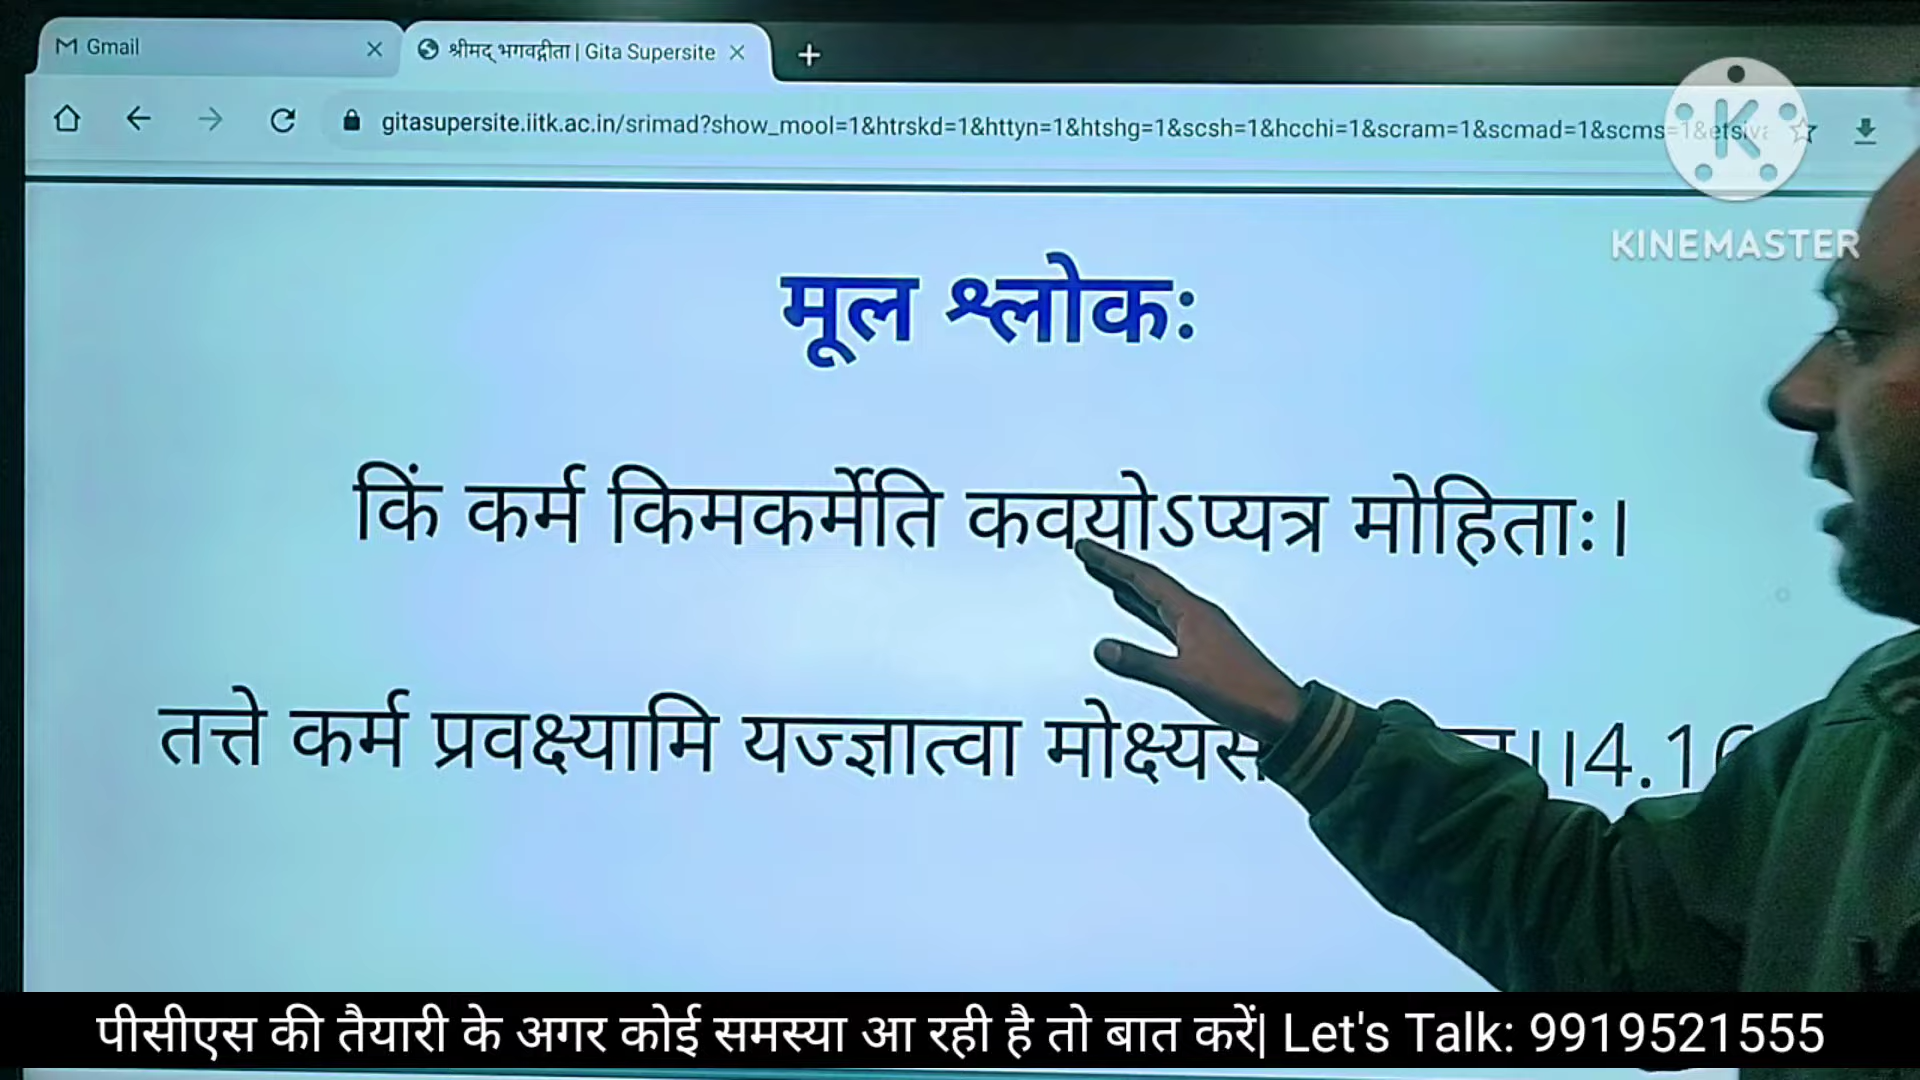 Gmail
श्रीमद् भगवद्गीता | Gita Supersite
gitasupersite.iitk.ac.in/srimad?show_mool=1&htrskd=1&httyn=1&htshg=1&scsh=1&hcchi=1&scram=1&scmad=1&scms=1&etsiva
KINEMASTER
मूल श्लोकः
किं कर्म किमकर्मेति कवयोऽप्यत्र मोहिताः।
तत्ते कर्म प्रवक्ष्यामि यज्ज्ञात्वा ।।4.16
पीसीएस की तैयारी के अगर कोई समस्या आ रही है तो बात करें| Let's Talk: 9919521555